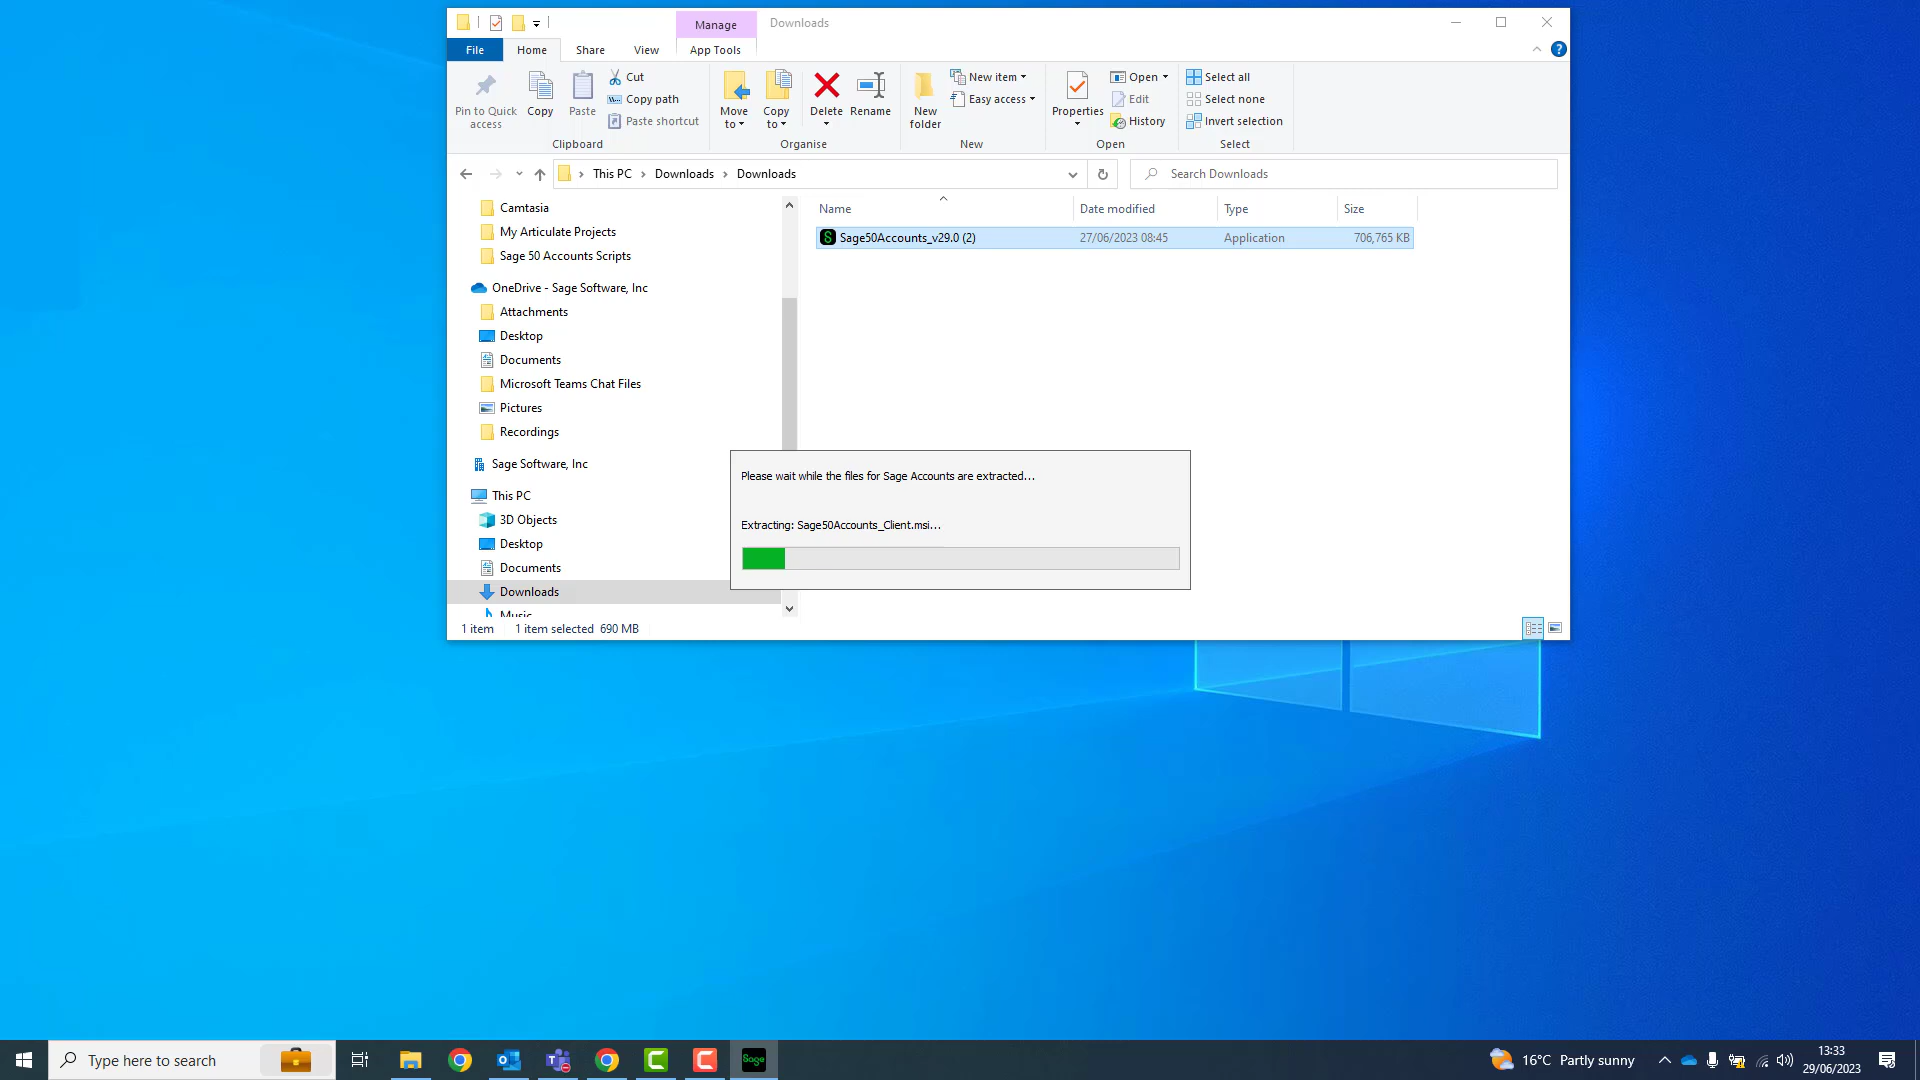 Manage
Downloads
File
Home
Share
View
App Tools
Pin to Quick access
Copy
Paste
Cut
Copy path
Paste shortcut
Clipboard
Move to
Copy to
Delete
Rename
Organise
New folder
New item
Easy access
New
Properties
Open
Edit
History
Open
Select all
Select none
Invert selection
Select
This PC
Downloads
Downloads
Search Downloads
Camtasia
My Articulate Projects
Sage 50 Accounts Scripts
OneDrive - Sage Software, Inc
Attachments
Desktop
Documents
Microsoft Teams Chat Files
Pictures
Recordings
Sage Software, Inc
This PC
3D Objects
Desktop
Documents
Downloads
Music
Name
Date modified
Type
Size
Sage50Accounts_v29.0 (2)
27/06/2023 08:45
Application
706,765 KB
Please wait while the files for Sage Accounts are extracted...
Extracting: Sage50Accounts_Client.msi...
1 item
1 item selected 690 MB
Type here to search
Sage
16°C Partly sunny
13:33
29/06/2023